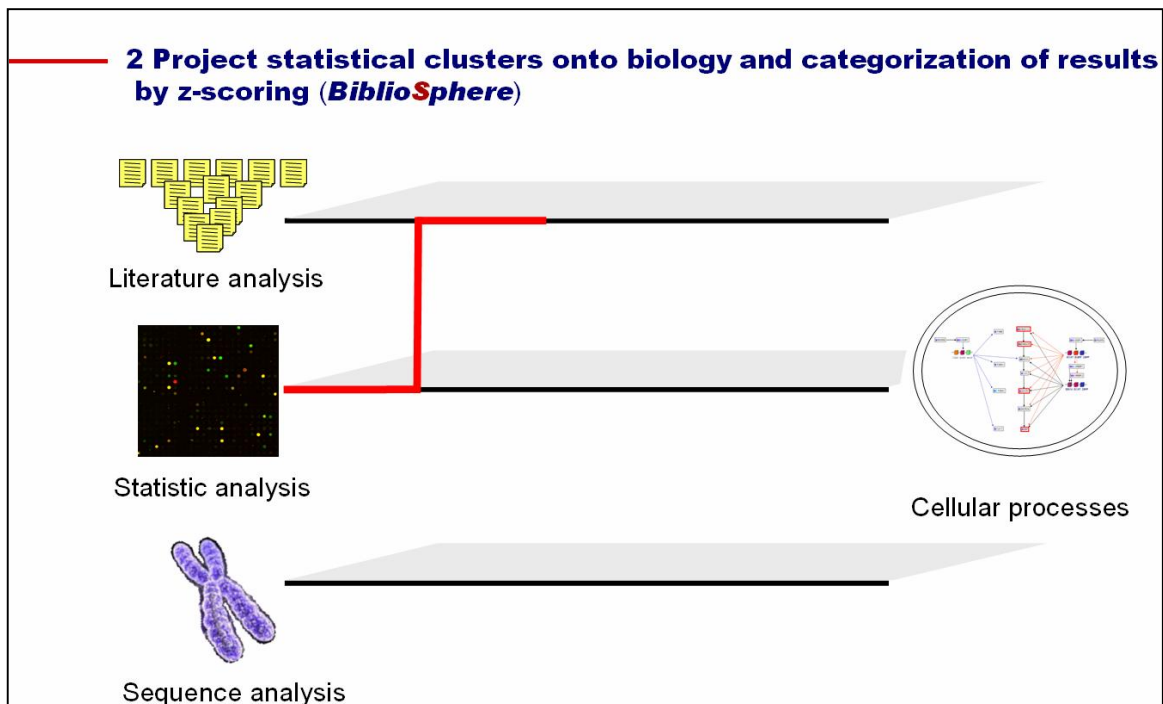 2 Project statistical clusters onto biology and categorization of results
by z-scoring (BiblioSphere)
Literature analysis
Statistic analysis
Cellular processes
Sequence analysis